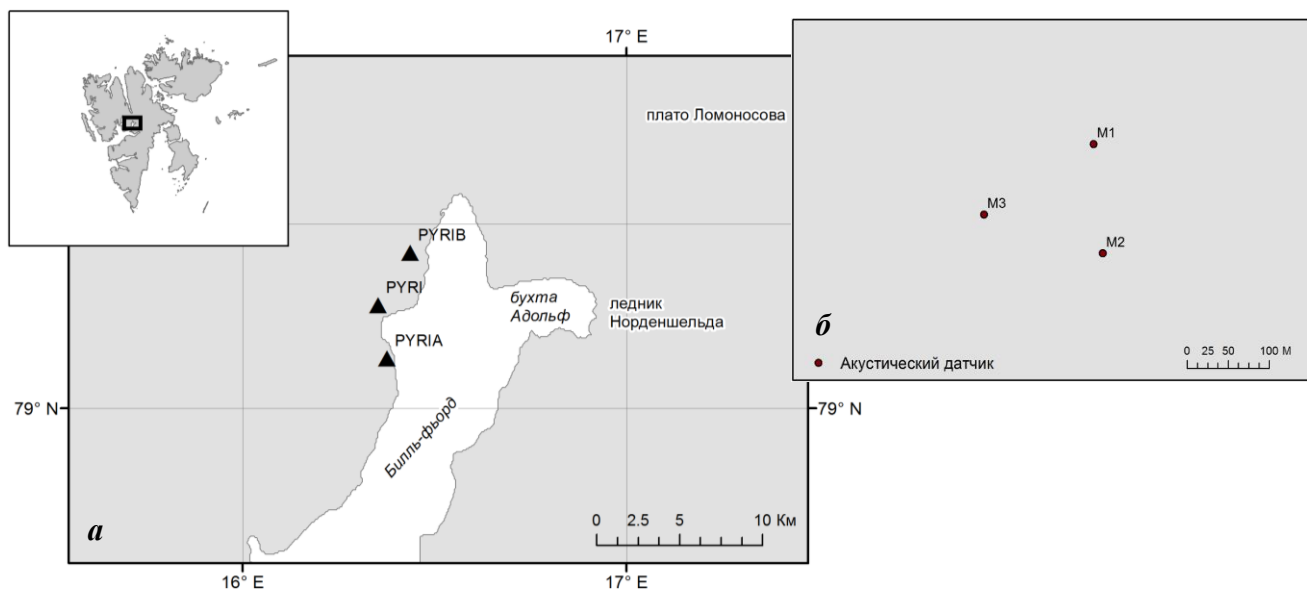 17° E
плато Ломоносова
PYRIB
PYRI
PYRIA
бухта
Адольф
ледник
Норденшельда
79° N
79° N
Билль-фьорд
0 2.5 5 10 Км
а
16° E
17° E
M1
M3
M2
б
0 25 50 100 М
Акустический датчик